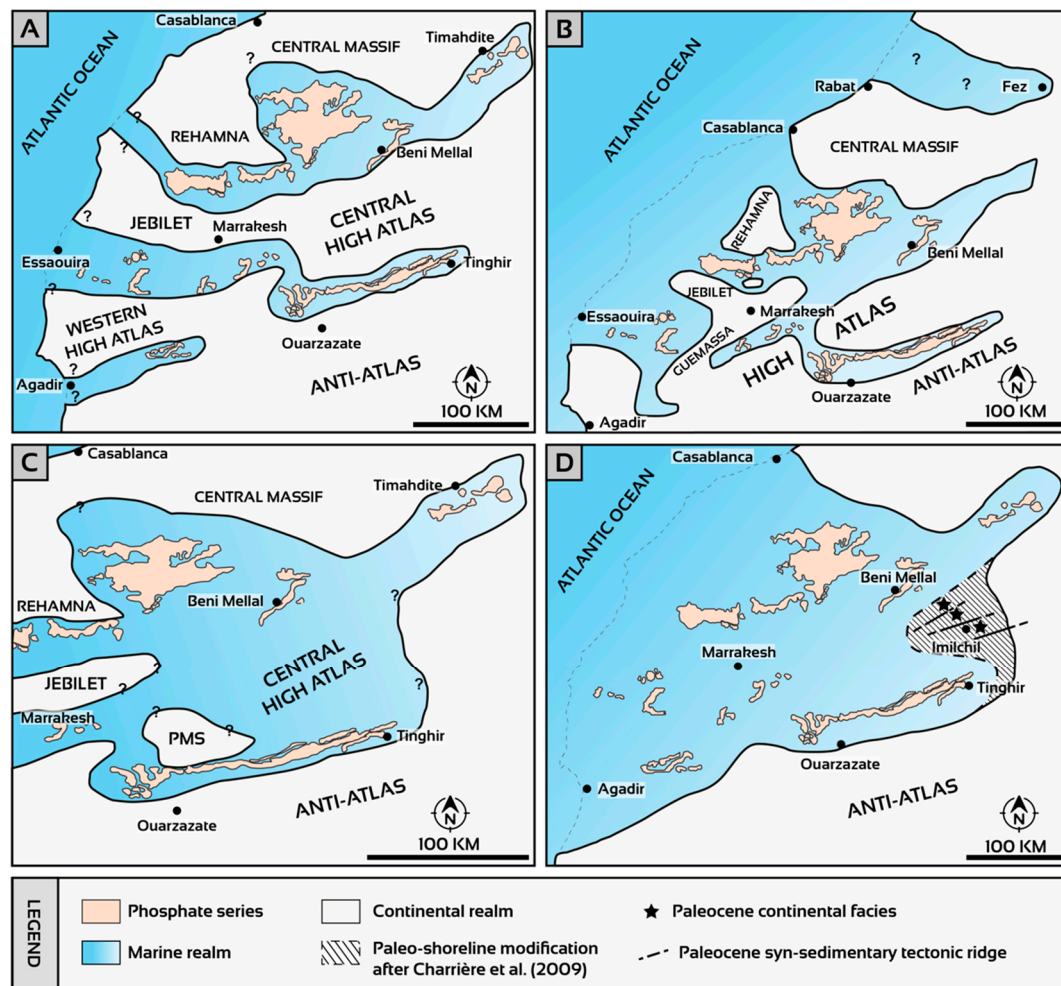 A
Casablanca
CENTRAL MASSIF
Timahdite
ATLANTIC OCEAN
?
REHAMNA
Beni Mellal
?
?
JEBILET
Marrakesh
CENTRAL
HIGH ATLAS
?
Essaouira
Tinghir
?
WESTERN
HIGH ATLAS
Ouarzazate
?
Agadir
?
ANTI-ATLAS
N
100 KM
B
ATLANTIC OCEAN
?
?
Rabat
Fez
Casablanca
CENTRAL MASSIF
REHAMNA
Beni Mellal
JEBILET
Essaouira
Marrakesh
ATLAS
GUEMASSA
HIGH
ANTI-ATLAS
Ouarzazate
Agadir
N
100 KM
C
Casablanca
CENTRAL MASSIF
Timahdite
?
Beni Mellal
?
REHAMNA
CENTRAL
HIGH ATLAS
?
JEBILET
?
Marrakesh
?
PMS
?
Tinghir
ANTI-ATLAS
Ouarzazate
N
100 KM
D
Casablanca
ATLANTIC OCEAN
Beni Mellal
Imilchil
Marrakesh
Tinghir
Ouarzazate
Agadir
ANTI-ATLAS
N
100 KM
LEGEND
Phosphate series
Continental realm
Paleocene continental facies
Marine realm
Paleo-shoreline modification
after Charrière et al. (2009)
Paleocene syn-sedimentary tectonic ridge